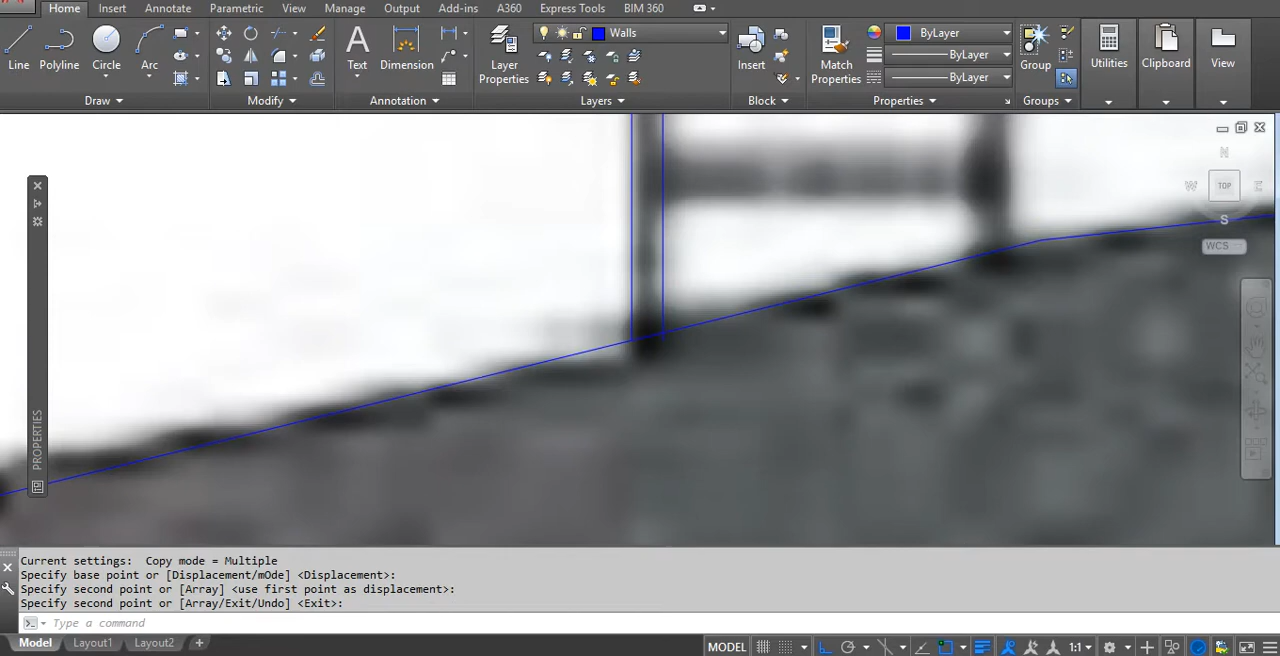 Home Insert Annotate Parametric View Manage Output Add-ins A360 Express Tools BIM 360
Walls
ByLayer
ByLayer
ByLayer
Line Polyline Circle Arc
Text Dimension
Layer
Properties
Insert
Match
Properties
Group
Utilities
Clipboard
View
Draw Modify Annotation Layers Block Properties Groups
N
W TOP E
S
WCS
PROPERTIES
Current settings: Copy mode = Multiple
Specify base point or [Displacement/mOde] <Displacement>:
Specify second point or [Array] <use first point as displacement>:
Specify second point or [Array/Exit/Undo] <Exit>:
Type a command
Model Layout1 Layout2 +
MODEL 1:1